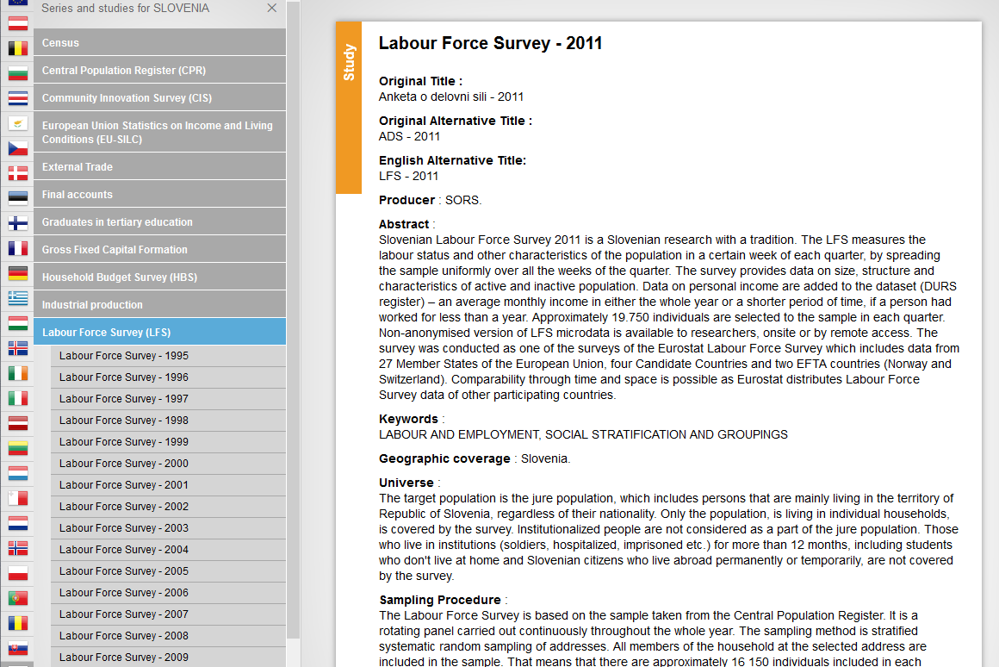 Series and studies for SLOVENIA
Census
Central Population Register (CPR)
Community Innovation Survey (CIS)
European Union Statistics on Income and Living
Conditions (EU-SILC)
External Trade
Final accounts
Graduates in tertiary education
Gross Fixed Capital Formation
Household Budget Survey (HBS)
Industrial production
Labour Force Survey (LFS)
Labour Force Survey - 1995
Labour Force Survey - 1996
Labour Force Survey - 1997
Labour Force Survey - 1998
Labour Force Survey - 1999
Labour Force Survey - 2000
Labour Force Survey - 2001
Labour Force Survey - 2002
Labour Force Survey - 2003
Labour Force Survey - 2004
Labour Force Survey - 2005
Labour Force Survey - 2006
Labour Force Survey - 2007
Labour Force Survey - 2008
Labour Force Survey - 2009
Study
Labour Force Survey - 2011
Original Title :
Anketa o delovni sili - 2011
Original Alternative Title :
ADS - 2011
English Alternative Title:
LFS - 2011
Producer : SORS.
Abstract :
Slovenian Labour Force Survey 2011 is a Slovenian research with a tradition. The LFS measures the
labour status and other characteristics of the population in a certain week of each quarter, by spreading
the sample uniformly over all the weeks of the quarter. The survey provides data on size, structure and
characteristics of active and inactive population. Data on personal income are added to the dataset (DURS
register) – an average monthly income in either the whole year or a shorter period of time, if a person had
worked for less than a year. Approximately 19.750 individuals are selected to the sample in each quarter.
Non-anonymised version of LFS microdata is available to researchers, onsite or by remote access. The
survey was conducted as one of the surveys of the Eurostat Labour Force Survey which includes data from
27 Member States of the European Union, four Candidate Countries and two EFTA countries (Norway and
Switzerland). Comparability through time and space is possible as Eurostat distributes Labour Force
Survey data of other participating countries.
Keywords :
LABOUR AND EMPLOYMENT, SOCIAL STRATIFICATION AND GROUPINGS
Geographic coverage : Slovenia.
Universe :
The target population is the jure population, which includes persons that are mainly living in the territory of
Republic of Slovenia, regardless of their nationality. Only the population, is living in individual households,
is covered by the survey. Institutionalized people are not considered as a part of the jure population. Those
who live in institutions (soldiers, hospitalized, imprisoned etc.) for more than 12 months, including students
who don't live at home and Slovenian citizens who live abroad permanently or temporarily, are not covered
by the survey.
Sampling Procedure :
The Labour Force Survey is based on the sample taken from the Central Population Register. It is a
rotating panel carried out continuously throughout the whole year. The sampling method is stratified
systematic random sampling of addresses. All members of the household at the selected address are
included in the sample. That means that there are approximately 16 150 individuals included in each